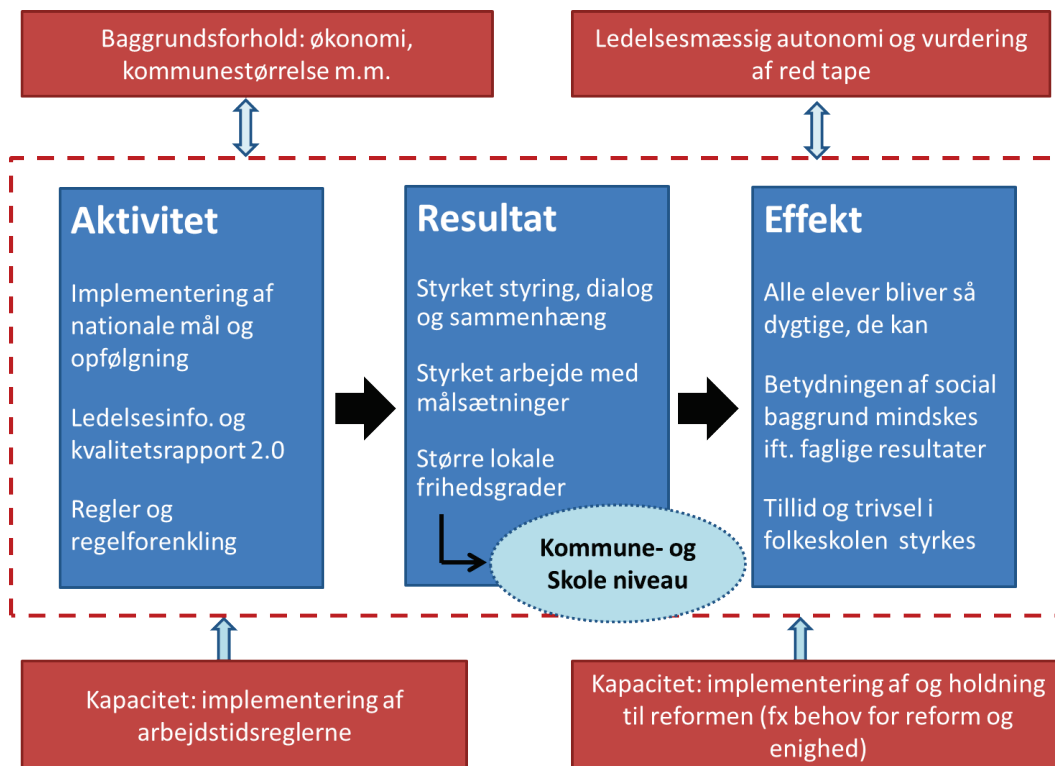 Baggrundsforhold: økonomi,
kommunestørrelse m.m.
Ledelsesmæssig autonomi og vurdering
af red tape
Aktivitet
Implementering af
nationale mål og
opfølgning
Ledelsesinfo. og
kvalitetsrapport 2.0
Regler og
regelforenkling
Resultat
Styrket styring, dialog
og sammenhæng
Styrket arbejde med
målsætninger
Større lokale
frihedsgrader
Kommune- og
Skole niveau
Effekt
Alle elever bliver så
dygtige, de kan
Betydningen af social
baggrund mindskes
ift. faglige resultater
Tillid og trivsel i
folkeskolen styrkes
Kapacitet: implementering af
arbejdstidsreglerne
Kapacitet: implementering af og holdning
til reformen (fx behov for reform og
enighed)